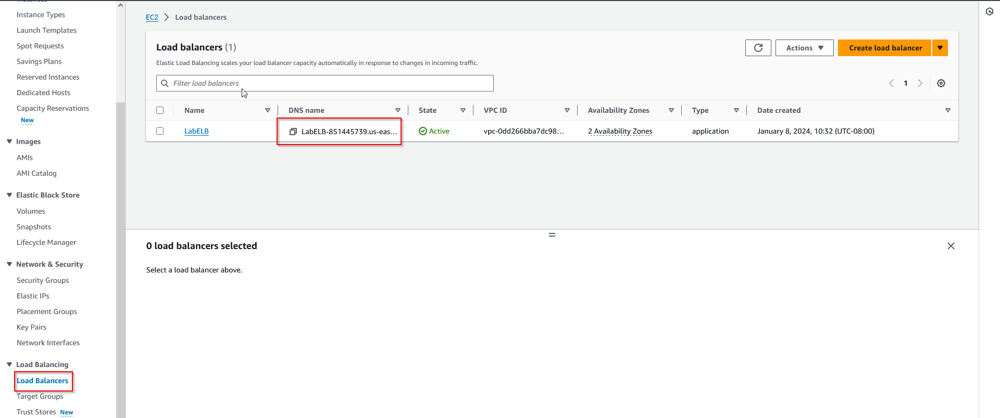 Instance Types
Launch Templates
Spot Requests
Savings Plans
Reserved Instances
Dedicated Hosts
Capacity Reservations
New
Images
AMIs
AMI Catalog
Elastic Block Store
Volumes
Snapshots
Lifecycle Manager
Network & Security
Security Groups
Elastic IPs
Placement Groups
Key Pairs
Network Interfaces
Load Balancing
Load Balancers
Target Groups
Trust Stores New
EC2 Load balancers
Load balancers (1)
Actions
Create load balancer
Elastic Load Balancing scales your load balancer capacity automatically in response to changes in incoming traffic.
Filter load balancers
1
Name DNS name State VPC ID Availability Zones Type Date created
LabELB LabELB-851445739.us-eas... Active vpc-0dd266bba7dc98... 2 Availability Zones application January 8, 2024, 10:32 (UTC-08:00)
0 load balancers selected
Select a load balancer above.